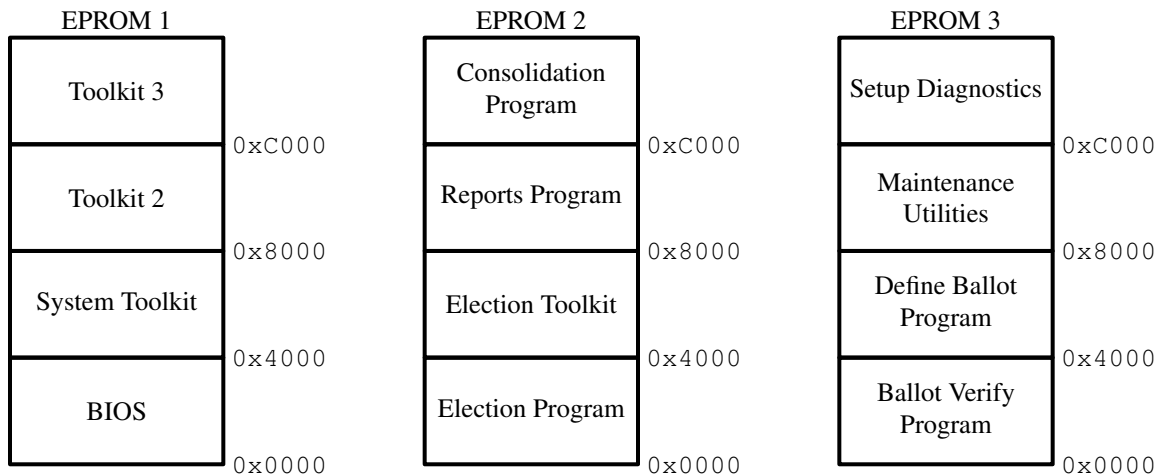 EPROM 1
Toolkit 3
0xC000
Toolkit 2
0x8000
System Toolkit
0x4000
BIOS
0x0000
EPROM 2
Consolidation
Program
0xC000
Reports Program
0x8000
Election Toolkit
0x4000
Election Program
0x0000
EPROM 3
Setup Diagnostics
0xC000
Maintenance
Utilities
0x8000
Define Ballot
Program
0x4000
Ballot Verify
Program
0x0000